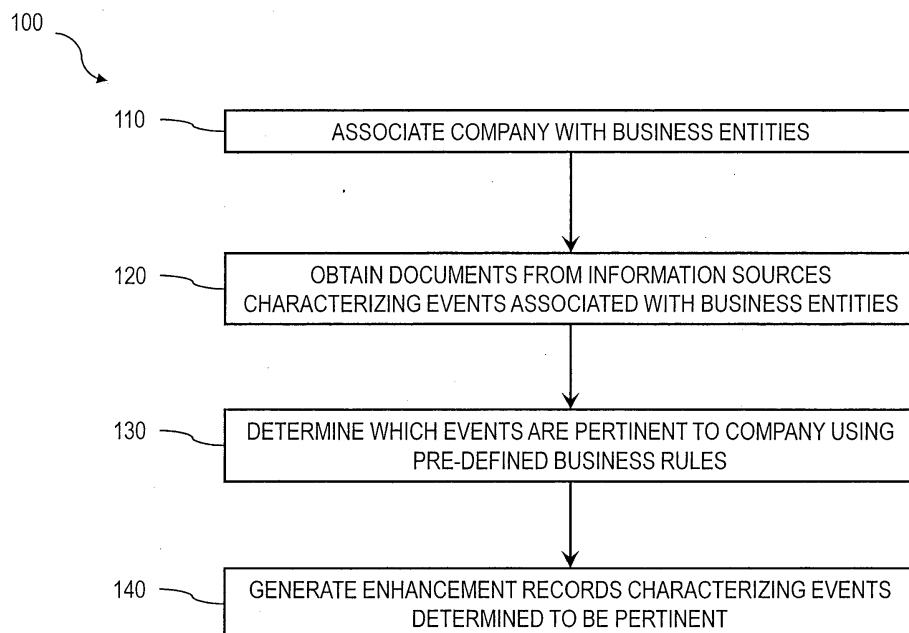 100
110
ASSOCIATE COMPANY WITH BUSINESS ENTITIES
120
OBTAIN DOCUMENTS FROM INFORMATION SOURCES
CHARACTERIZING EVENTS ASSOCIATED WITH BUSINESS ENTITIES
130
DETERMINE WHICH EVENTS ARE PERTINENT TO COMPANY USING
PRE-DEFINED BUSINESS RULES
140
GENERATE ENHANCEMENT RECORDS CHARACTERIZING EVENTS
DETERMINED TO BE PERTINENT